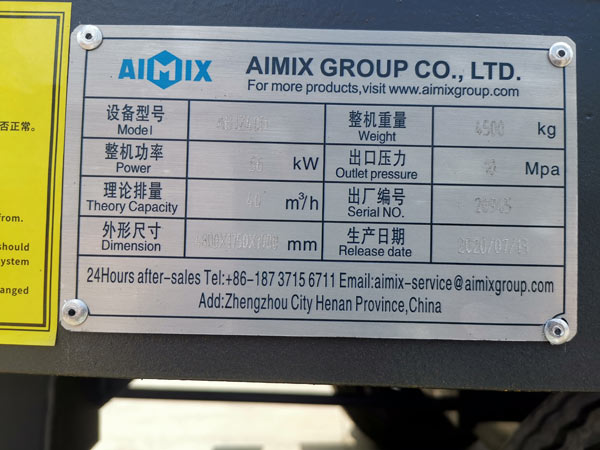 否正常。
from.
should
system
anged
AIMIX
AIMIX GROUP CO., LTD.
For more products,visit www.aimixgroup.com
设备型号 整机重量 4500 kg
Model Weight
整机功率 kW 出口压力 10 Mpa
Power Outlet pressure
理论排量 40 m³/h 出厂编号
Theory Capacity Serial NO.
外形尺寸 mm 生产日期
Dimension Release date
24Hours after-sales Tel:+86-187 3715 6711 Email:aimix-service@aimixgroup.com
Add:Zhengzhou City Henan Province,China